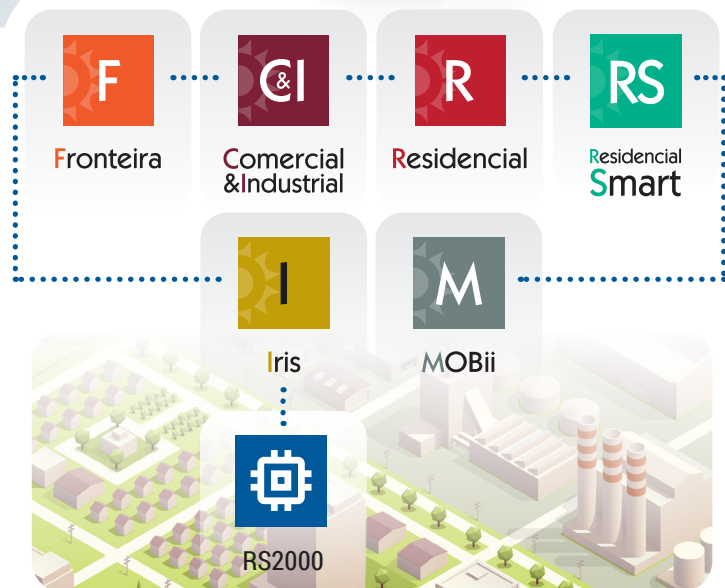 F
Fronteira
C&I
Comercial
&Industrial
R
Residencial
RS
Residencial
Smart
I
Iris
M
MOBii
RS2000